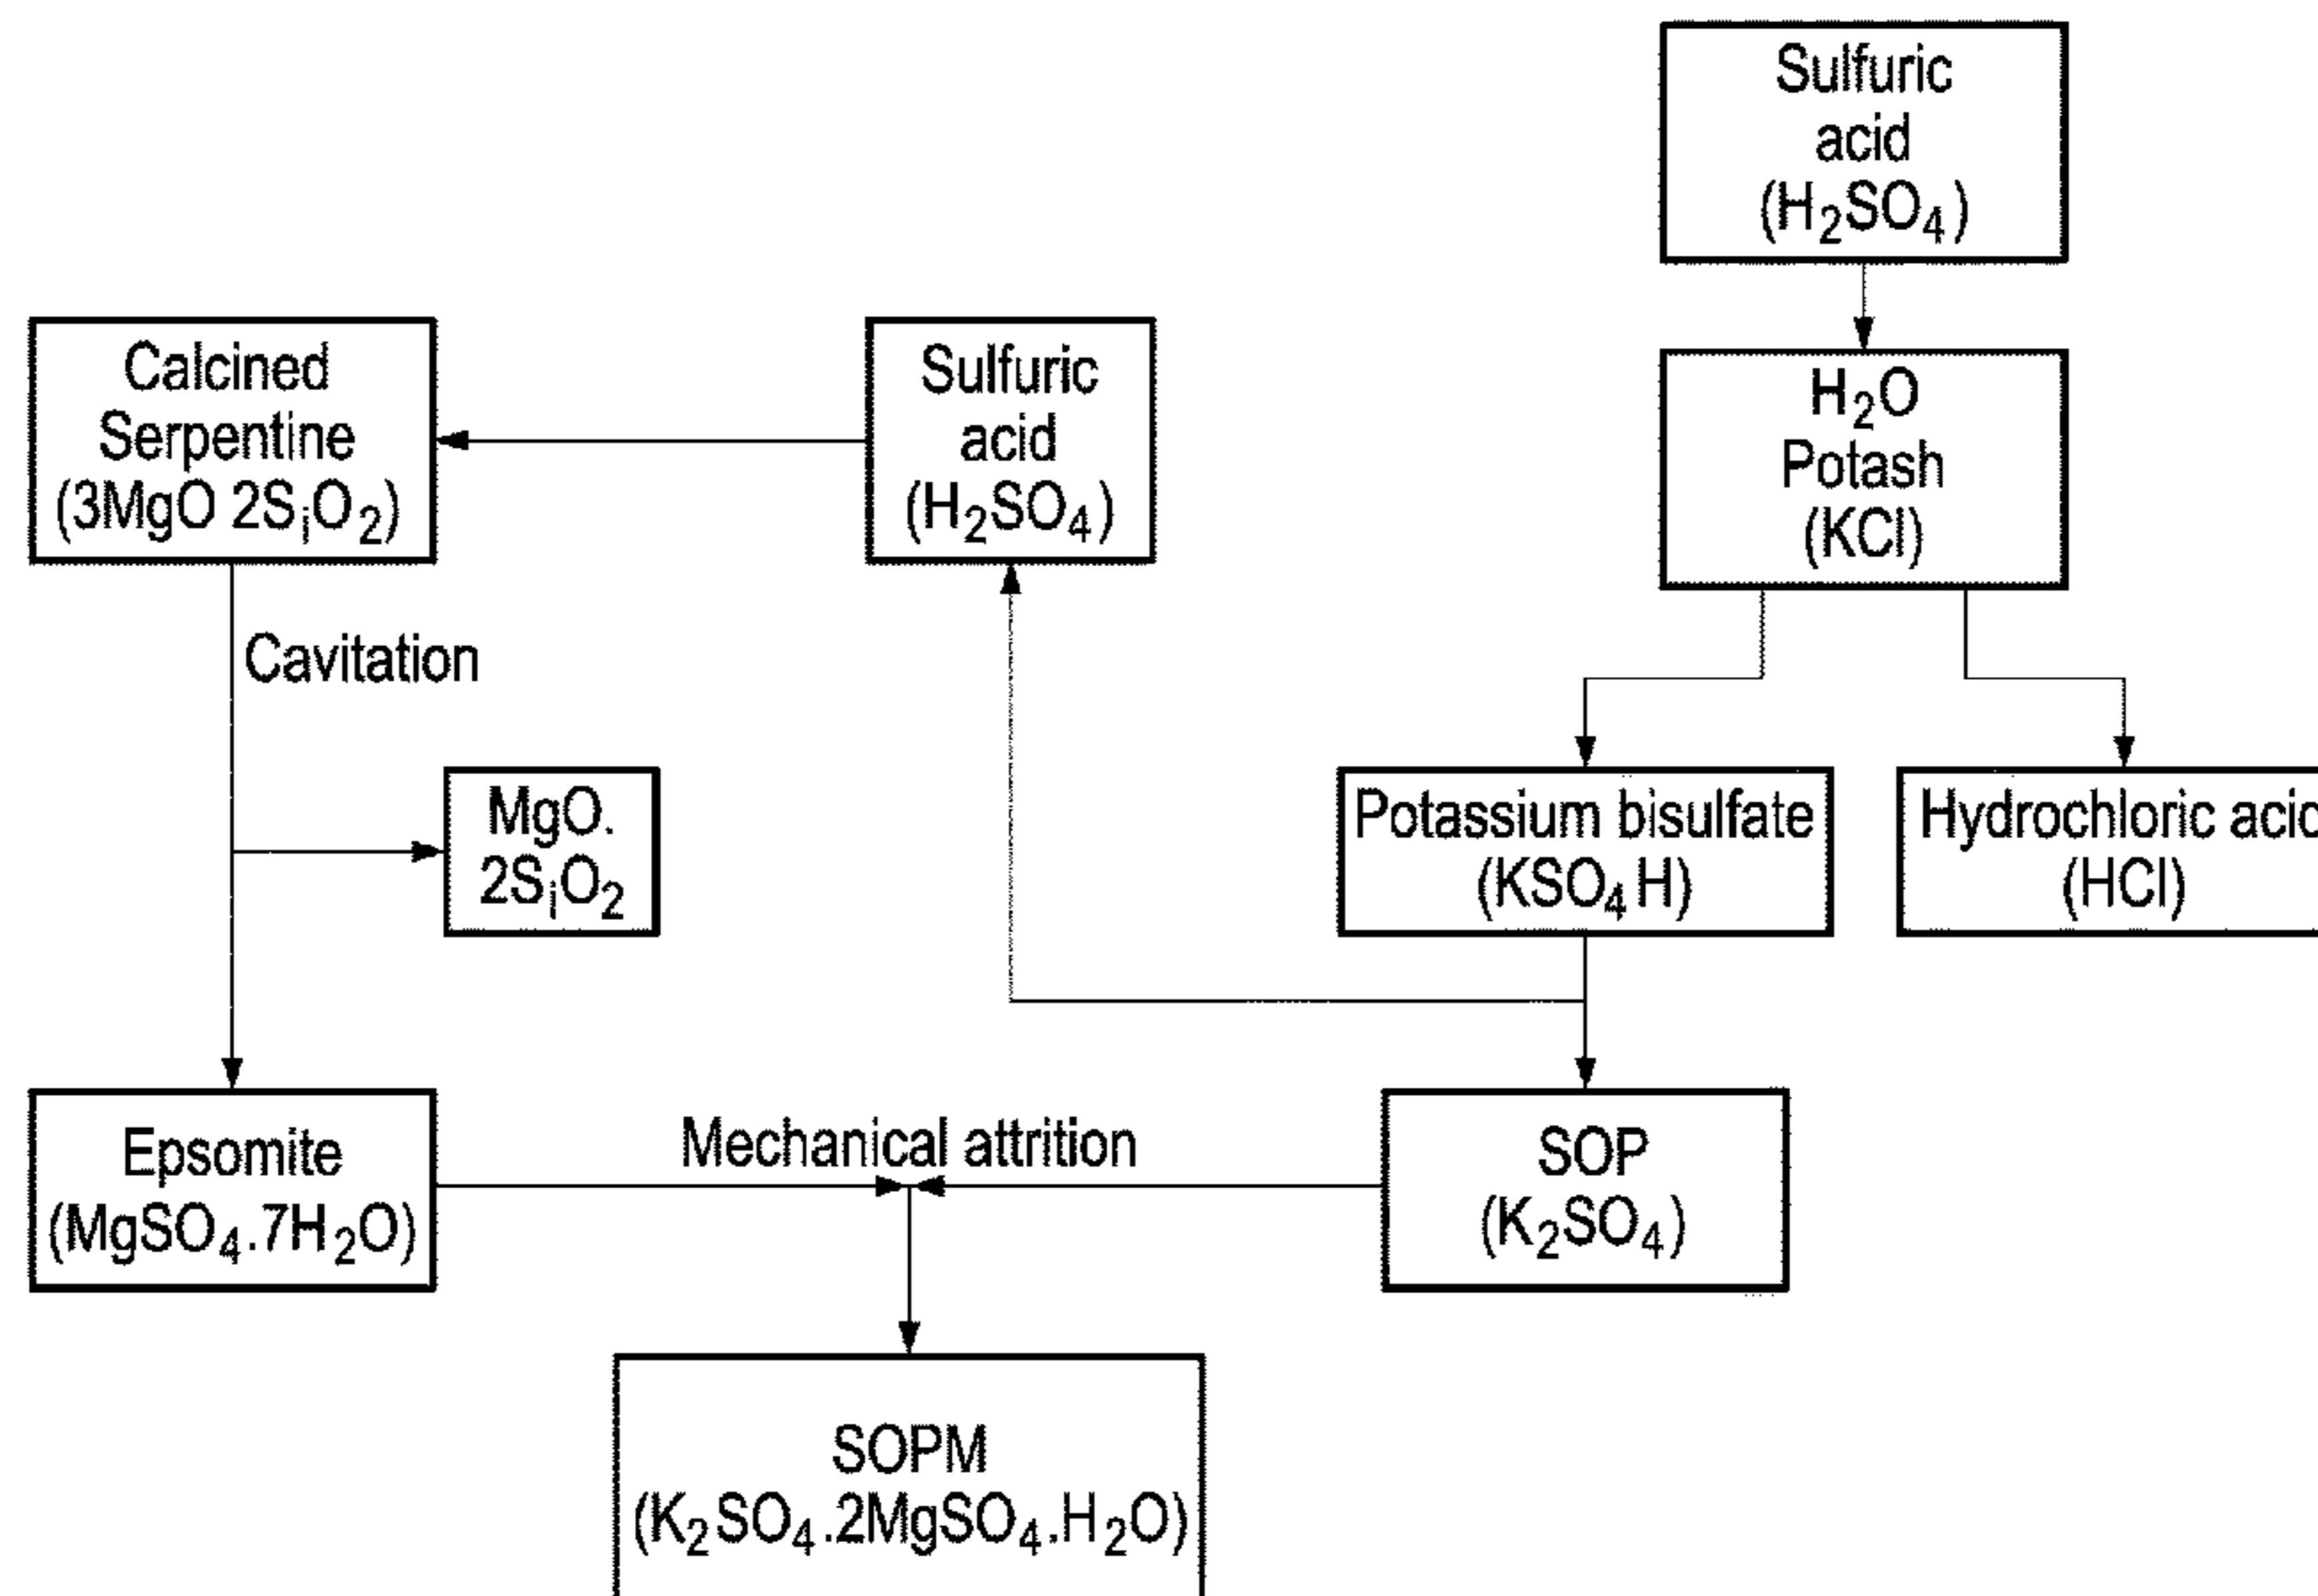 Sulfuric
acid
(H₂SO₄)
Calcined
Serpentine
(3MgO 2SᵢO₂)
Sulfuric
acid
(H₂SO₄)
H₂O
Potash
(KCl)
Cavitation
MgO.
2SᵢO₂
Potassium bisulfate
(KSO₄H)
Hydrochloric acid
(HCl)
Epsomite
(MgSO₄.7H₂O)
Mechanical attrition
SOP
(K₂SO₄)
SOPM
(K₂SO₄.2MgSO₄.H₂O)